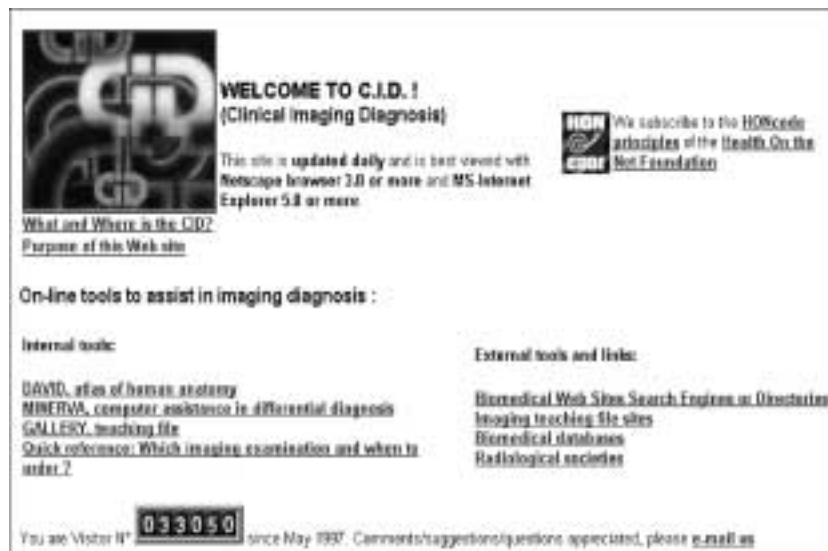 WELCOME TO C.I.D. !
(Clinical Imaging Diagnosis)
This site is updated daily and is best viewed with
Netscape browser 3.0 or more and MS-Internet
Explorer 5.0 or more
HON
We subscribe to the HONcode
principles of the Health On the
Net Foundation
What and Where is the CID?
Purpose of this Web site
On-line tools to assist in imaging diagnosis :
Internal tools:
DAVID, atlas of human anatomy
MINERVA, computer assistance in differential diagnosis
GALLERY, teaching file
Quick reference: Which imaging examination and when to
order ?
External tools and links:
Biomedical Web Sites Search Engines or Directories
Imaging teaching file sites
Biomedical databases
Radiological societies
You are Visitor N° 033050 since May 1997. Comments/suggestions/questions appreciated, please e-mail us